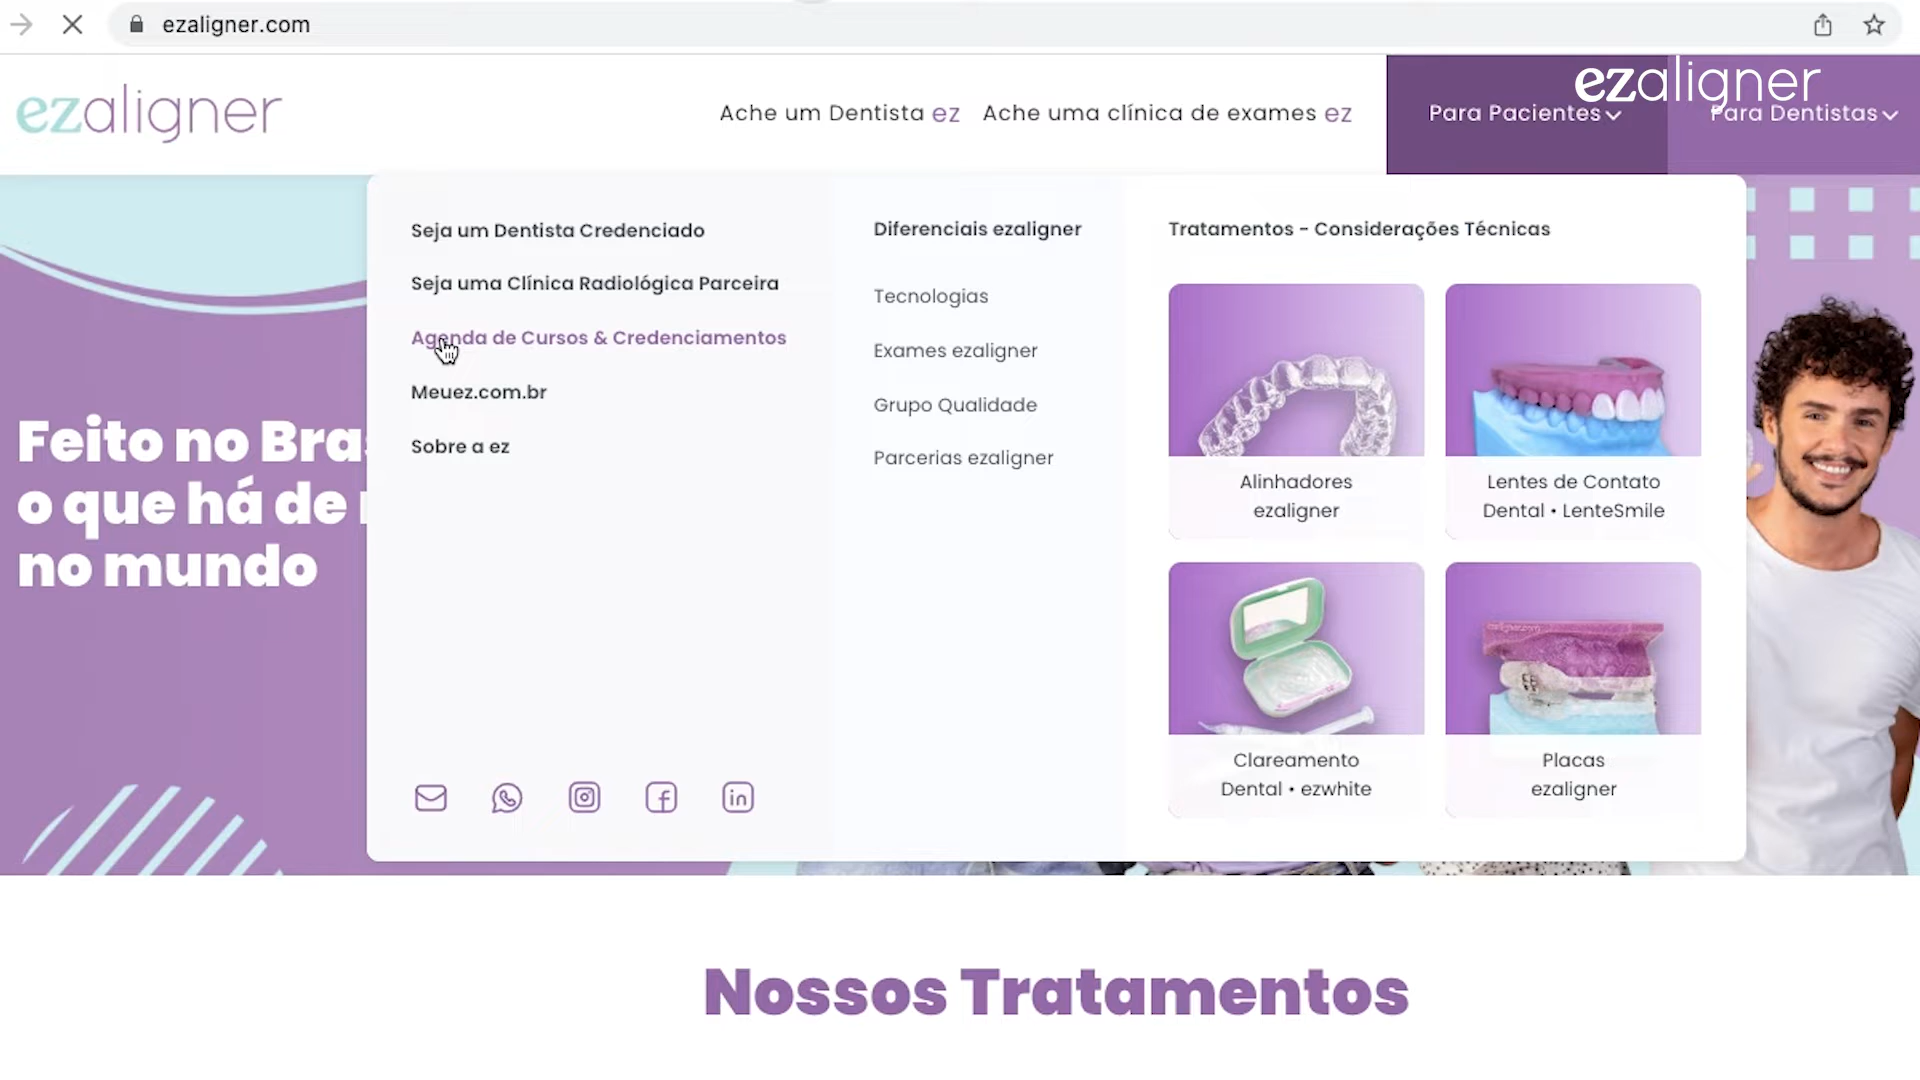 ezaligner.com
ezaligner
Ache um Dentista ez
Ache uma clínica de exames ez
Para Pacientes
Para Dentistas
ezaligner
Seja um Dentista Credenciado
Seja uma Clínica Radiológica Parceira
Agenda de Cursos & Credenciamentos
Meuez.com.br
Sobre a ez
Diferenciais ezaligner
Tecnologias
Exames ezaligner
Grupo Qualidade
Parcerias ezaligner
Tratamentos - Considerações Técnicas
Alinhadores
ezaligner
Lentes de Contato
Dental • LenteSmile
Clareamento
Dental • ezwhite
Placas
ezaligner
Feito no Bras
o que há de
no mundo
Nossos Tratamentos